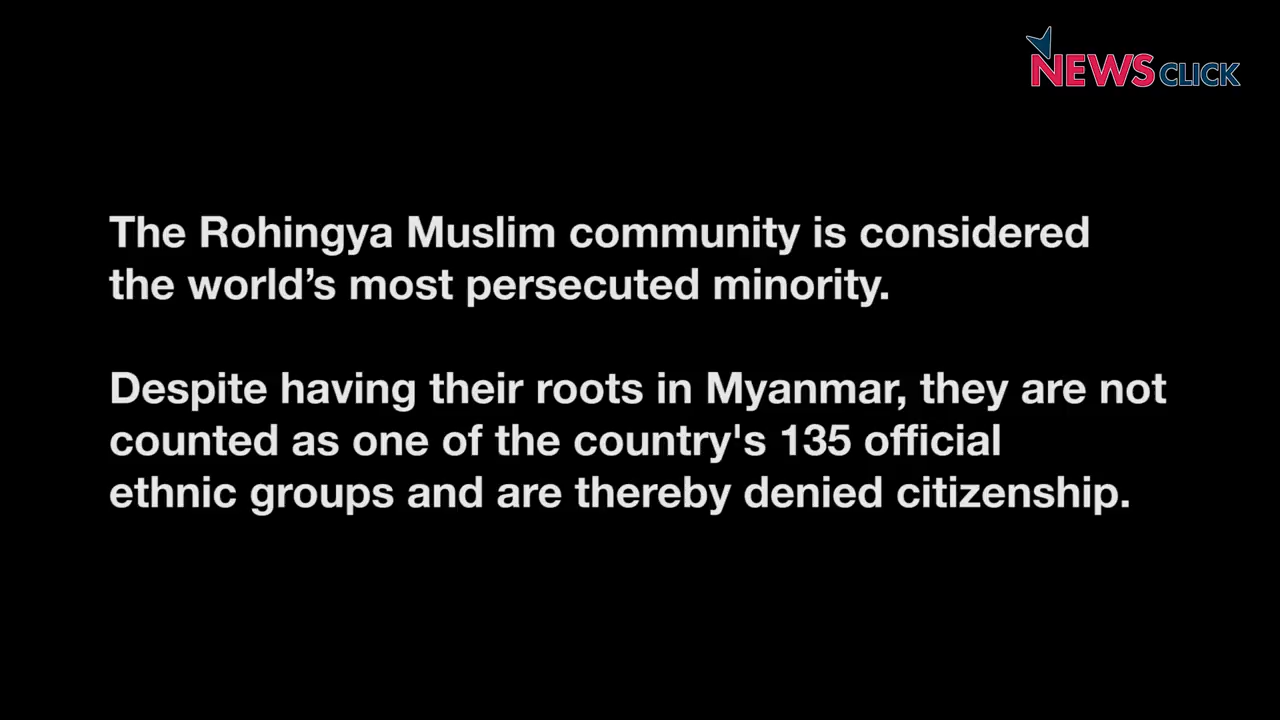 NEWSCLICK
The Rohingya Muslim community is considered
the world’s most persecuted minority.
Despite having their roots in Myanmar, they are not
counted as one of the country's 135 official
ethnic groups and are thereby denied citizenship.